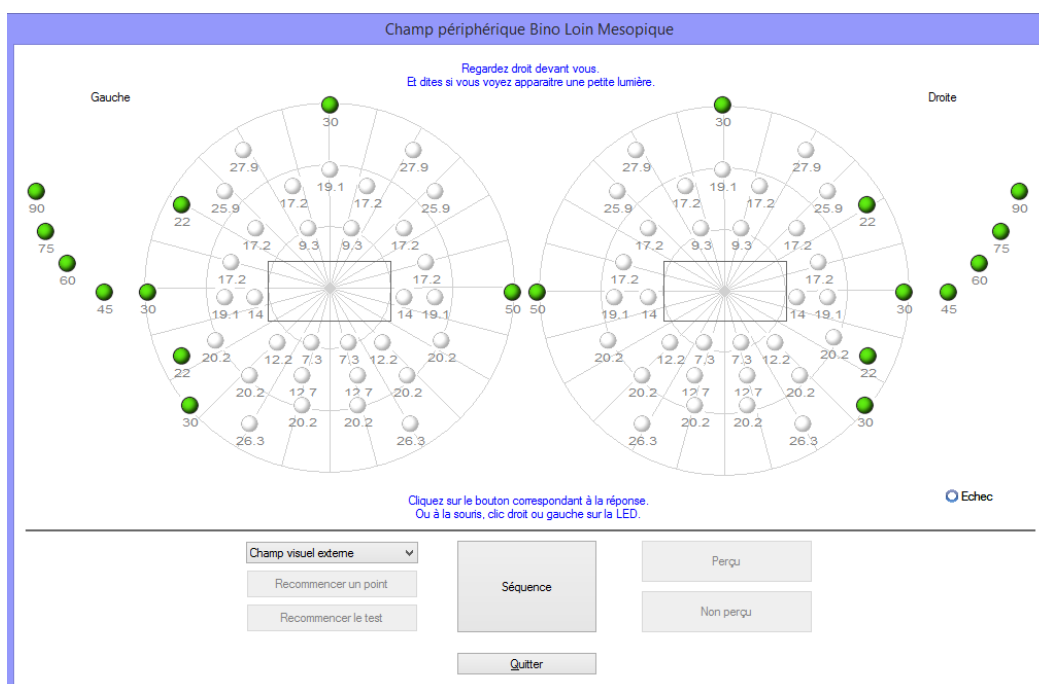 Champ périphérique Bino Loin Mesopique
Regardez droit devant vous.
Et dites si vous voyez apparaitre une petite lumière.
Gauche
Droite
30 30
27.9 27.9 27.9 27.9
19.1 19.1
90 25.9 17.2 17.2 25.9 25.9 17.2 17.2 25.9 90
22 22
75 17.2 9.3 9.3 17.2 17.2 9.3 9.3 17.2 75
60 17.2 17.2 17.2 17.2 60
45 30 19.1 14 14 19.1 50 50 19.1 14 14 19.1 30 45
20.2 12.2 7.3 7.3 12.2 20.2 20.2 12.2 7.3 7.3 12.2 20.2
22 22
20.2 12.7 12.7 20.2 20.2 12.7 12.7 20.2
30 20.2 20.2 20.2 20.2 30
26.3 26.3 26.3 26.3
Cliquez sur le bouton correspondant à la réponse.
Ou à la souris, clic droit ou gauche sur la LED.
Echec
Champ visuel externe
Recommencer un point
Recommencer le test
Séquence
Perçu
Non perçu
Quitter